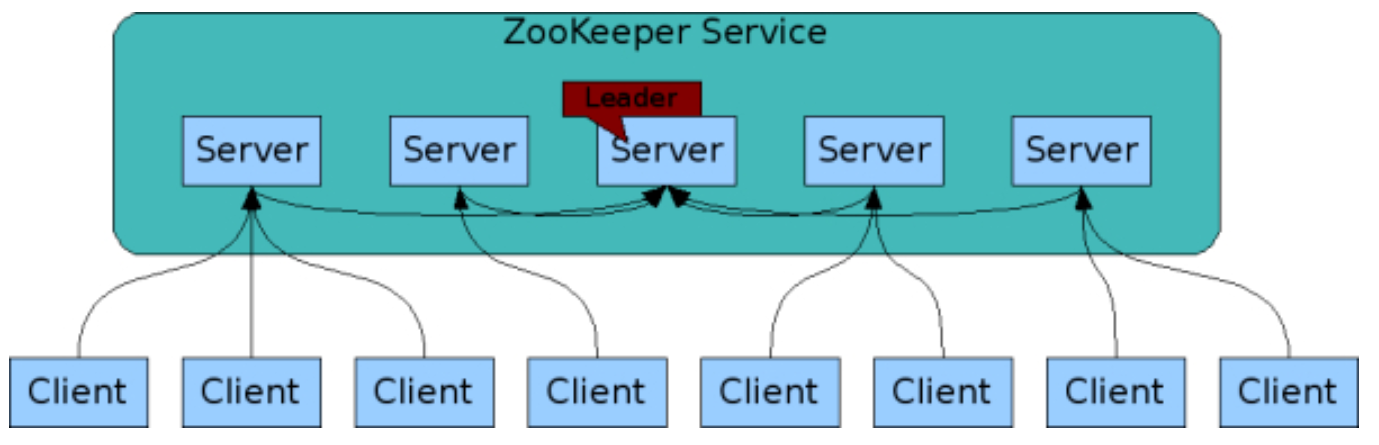 ZooKeeper Service
Leader
Server
Server
Server
Server
Server
Client
Client
Client
Client
Client
Client
Client
Client